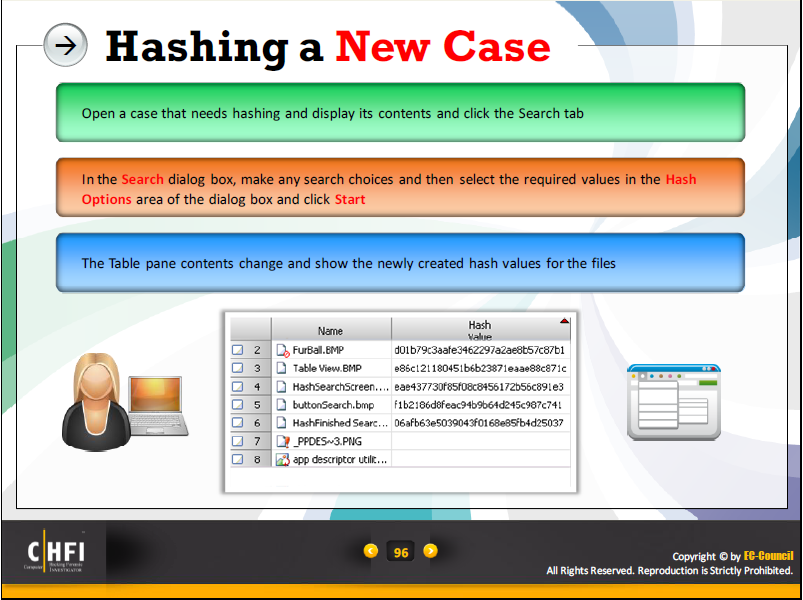 Hashing a New Case
Open a case that needs hashing and display its contents and click the Search tab
In the Search dialog box, make any search choices and then select the required values in the Hash
Options area of the dialog box and click Start
The Table pane contents change and show the newly created hash values for the files
Name
Hash
Value
2 FurBall.BMP d01b79c3aafe3462297a2ae8b57c87b1
3 Table View.BMP e86c121180451b6b23871eaae88c871c
4 HashSearchScreen.... eae437730f85f08c8456172b56c891e3
5 buttonSearch.bmp f1b2186d8feac94b9b64d245c987c741
6 HashFinished Searc... 06afb63e5039043f0168e85fb4d25037
7 _PPDES~3.PNG
8 app descriptor utilit...
CHFI
Computer Hacking Forensic
INVESTIGATOR
96
Copyright © by EC-Council
All Rights Reserved. Reproduction is Strictly Prohibited.